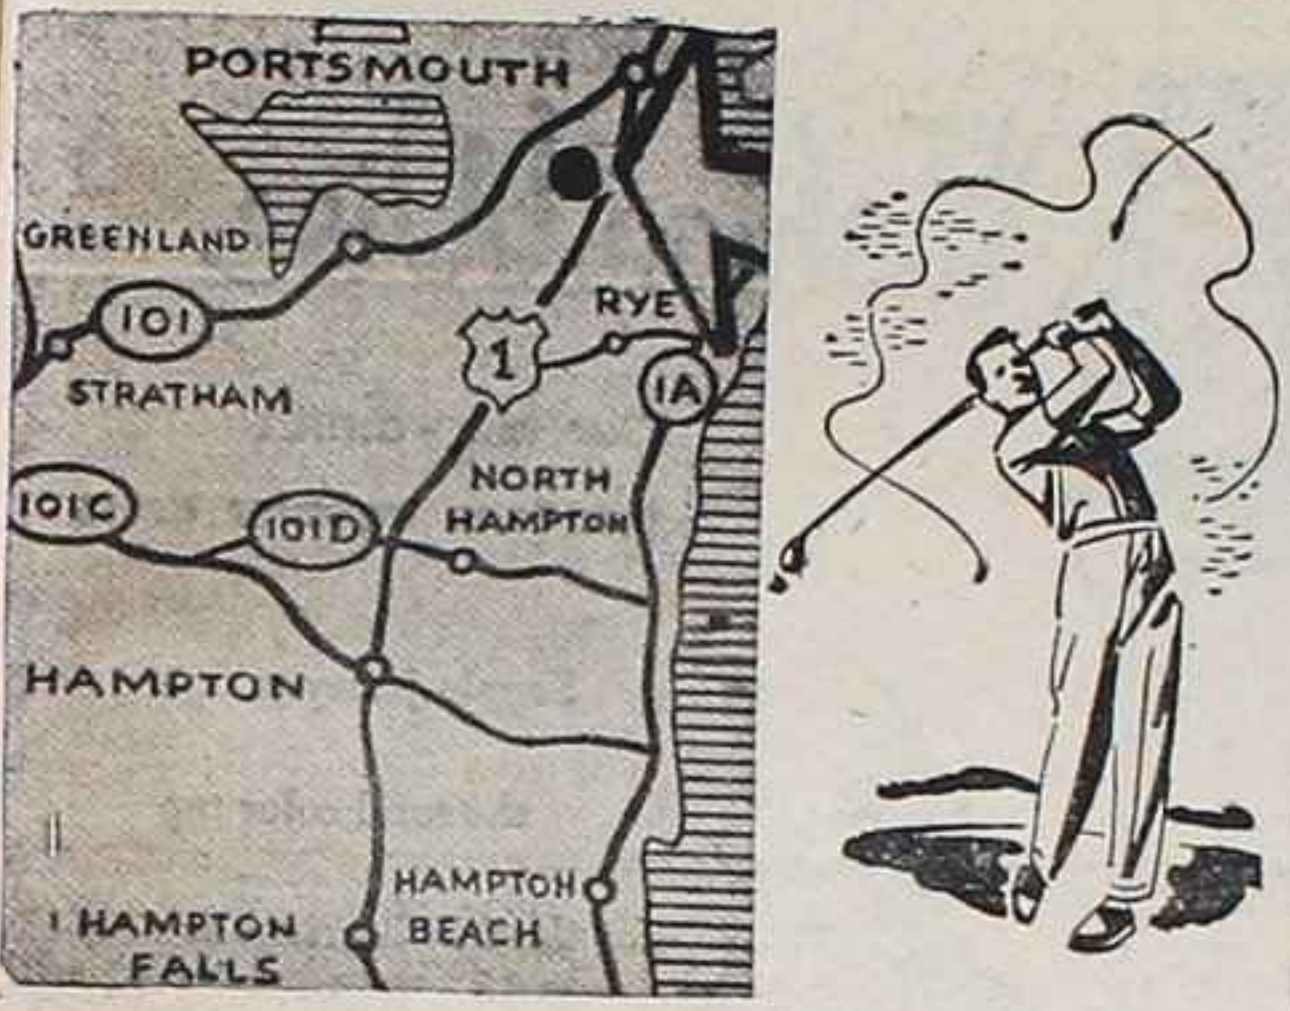 PORTSMOUTH
GREENLAND
101
RYE
1
STRATHAM
1A
NORTH
HAMPTON
101C
101D
HAMPTON
HAMPTON
BEACH
HAMPTON
FALLS